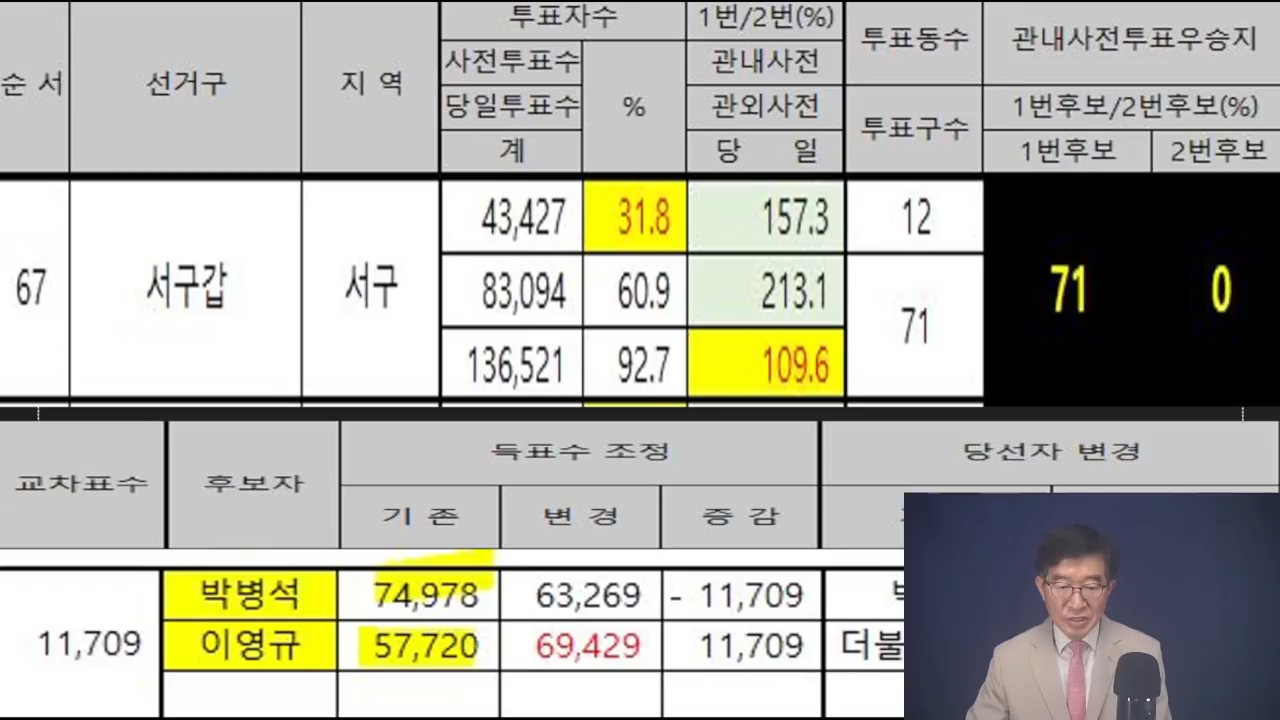 순 서 선거구 지 역 투표자수 1번/2번(%) 투표동수 관내사전투표우승지
사전투표수 % 관내사전
당일투표수 관외사전 투표구수 1번후보/2번후보(%)
계 당 일 1번후보 2번후보
67 서구갑 서구 43,427 31.8 157.3 12 71 0
83,094 60.9 213.1 71
136,521 92.7 109.6
교차표수 후보자 득표수 조정 당선자 변경
기 존 변 경 증 감
11,709 박병석 74,978 63,269 - 11,709
이영규 57,720 69,429 11,709 더불